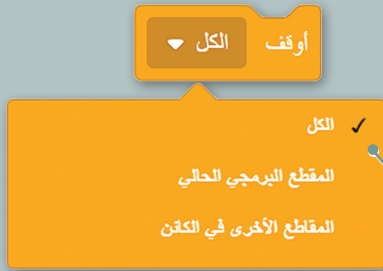 أوقف الكل
الكل
المقطع البرمجي الحالي
المقاطع الأخرى في الكائن